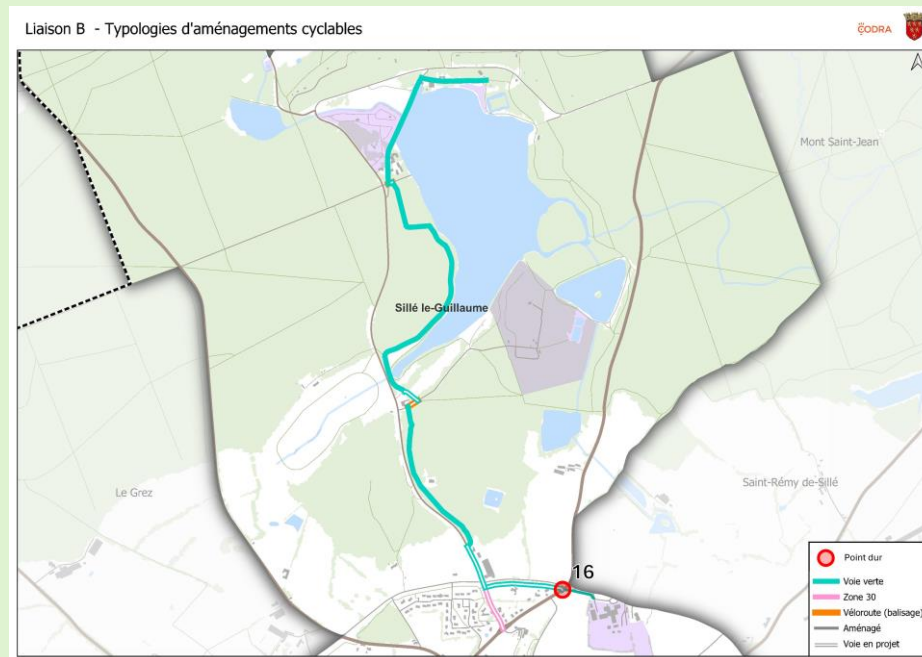 Liaison B - Typologies d'aménagements cyclables
CODRA
Mont Saint-Jean
Sillé le-Guillaume
Le Grez
Saint-Rémy de-Sillé
16
Point dur
Voie verte
Zone 30
Véloroute (balisage)
Aménagé
Voie en projet